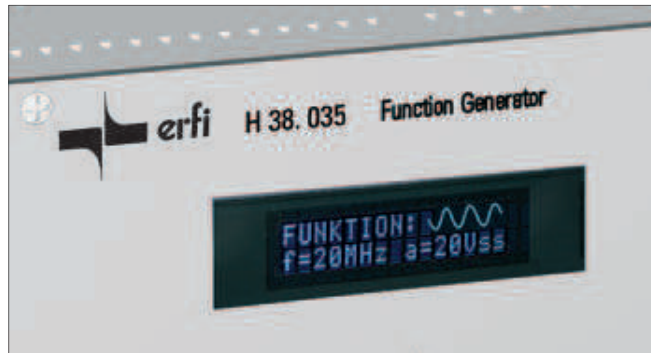 erfi H 38. 035 Function Generator
FUNKTION:
f=20MHz a=20Vss